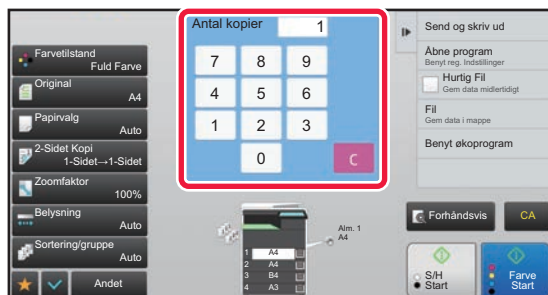 Farvetilstand
Fuld Farve
Original
A4
Papirvalg
Auto
2-Sidet Kopi
1-Sidet→1-Sidet
Zoomfaktor
100%
Belysning
Auto
Sortering/gruppe
Auto
Andet
Antal kopier 1
7 8 9
4 5 6
1 2 3
0 C
Alm. 1
A4
1 A4
2 A4
3 B4
4 A3
Send og skriv ud
Åbne program
Benyt reg. Indstillinger
Hurtig Fil
Gem data midlertidigt
Fil
Gem data i mappe
Benyt økoprogram
Forhåndsvis CA
S/H
Start
Farve
Start